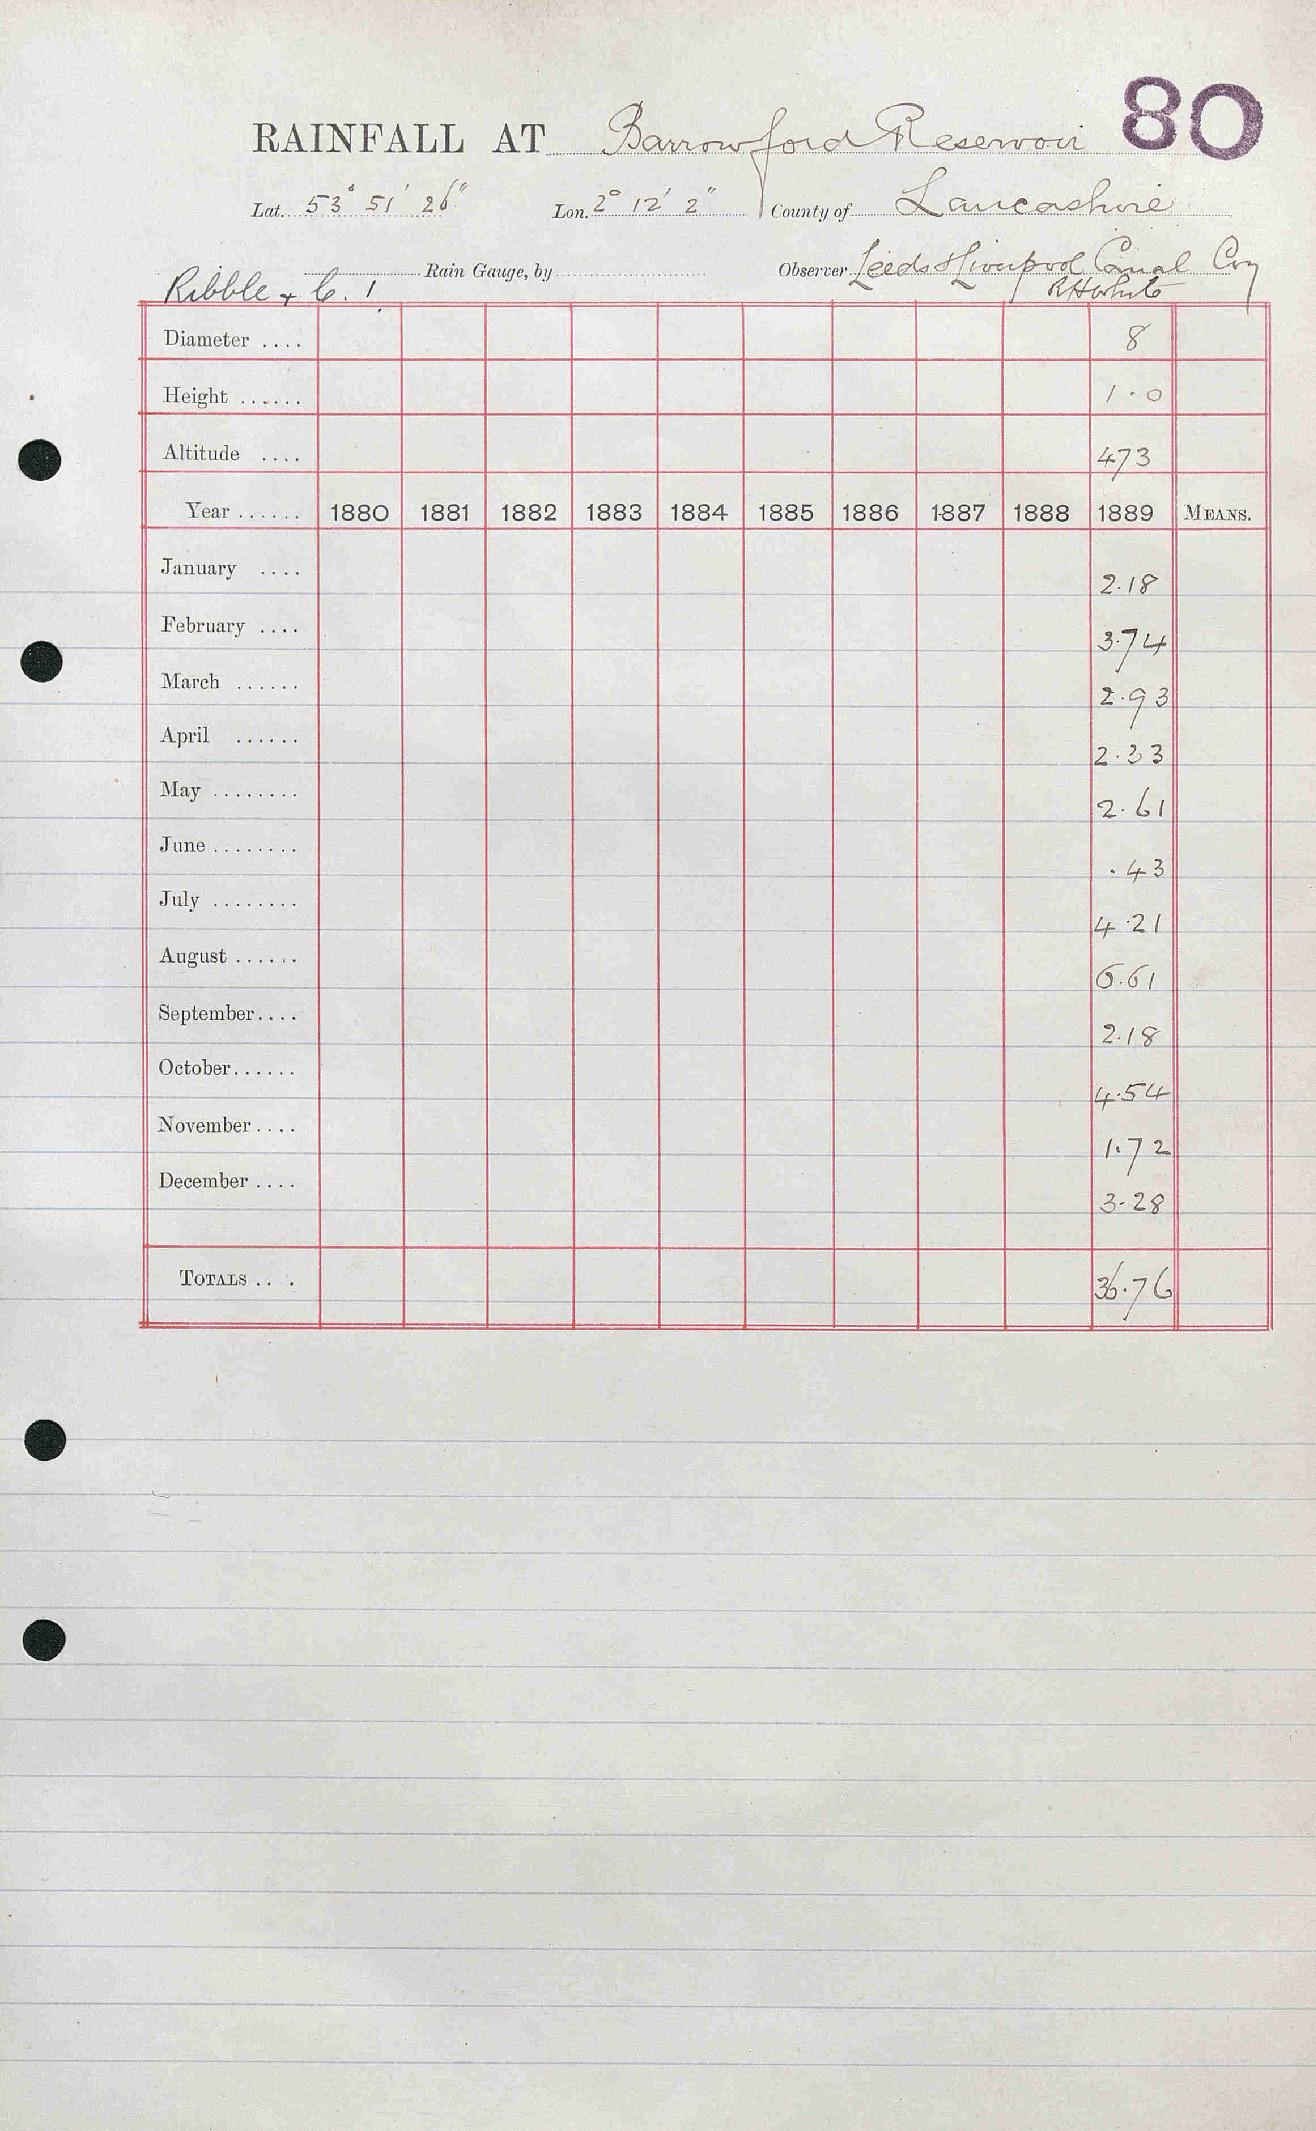 80
RAINFALL AT Barrowford Reservoir
Lat. 53° 51' 26" Lon. 2° 12' 2" County of Lancashire
Rain Gauge, by Observer Leeds & Liverpool Canal Coy
Ribble + C. 1 R H White
Diameter .... 8
Height ...... 1.0
Altitude .... 473
Year ...... 1880 1881 1882 1883 1884 1885 1886 1887 1888 1889 MEANS.
January .... 2.18
February .... 3.74
March ...... 2.93
April ...... 2.33
May ........ 2.61
June ........ .43
July ........ 4.21
August ...... 6.61
September.... 2.18
October...... 4.54
November.... 1.72
December .... 3.28
TOTALS .... 36.76